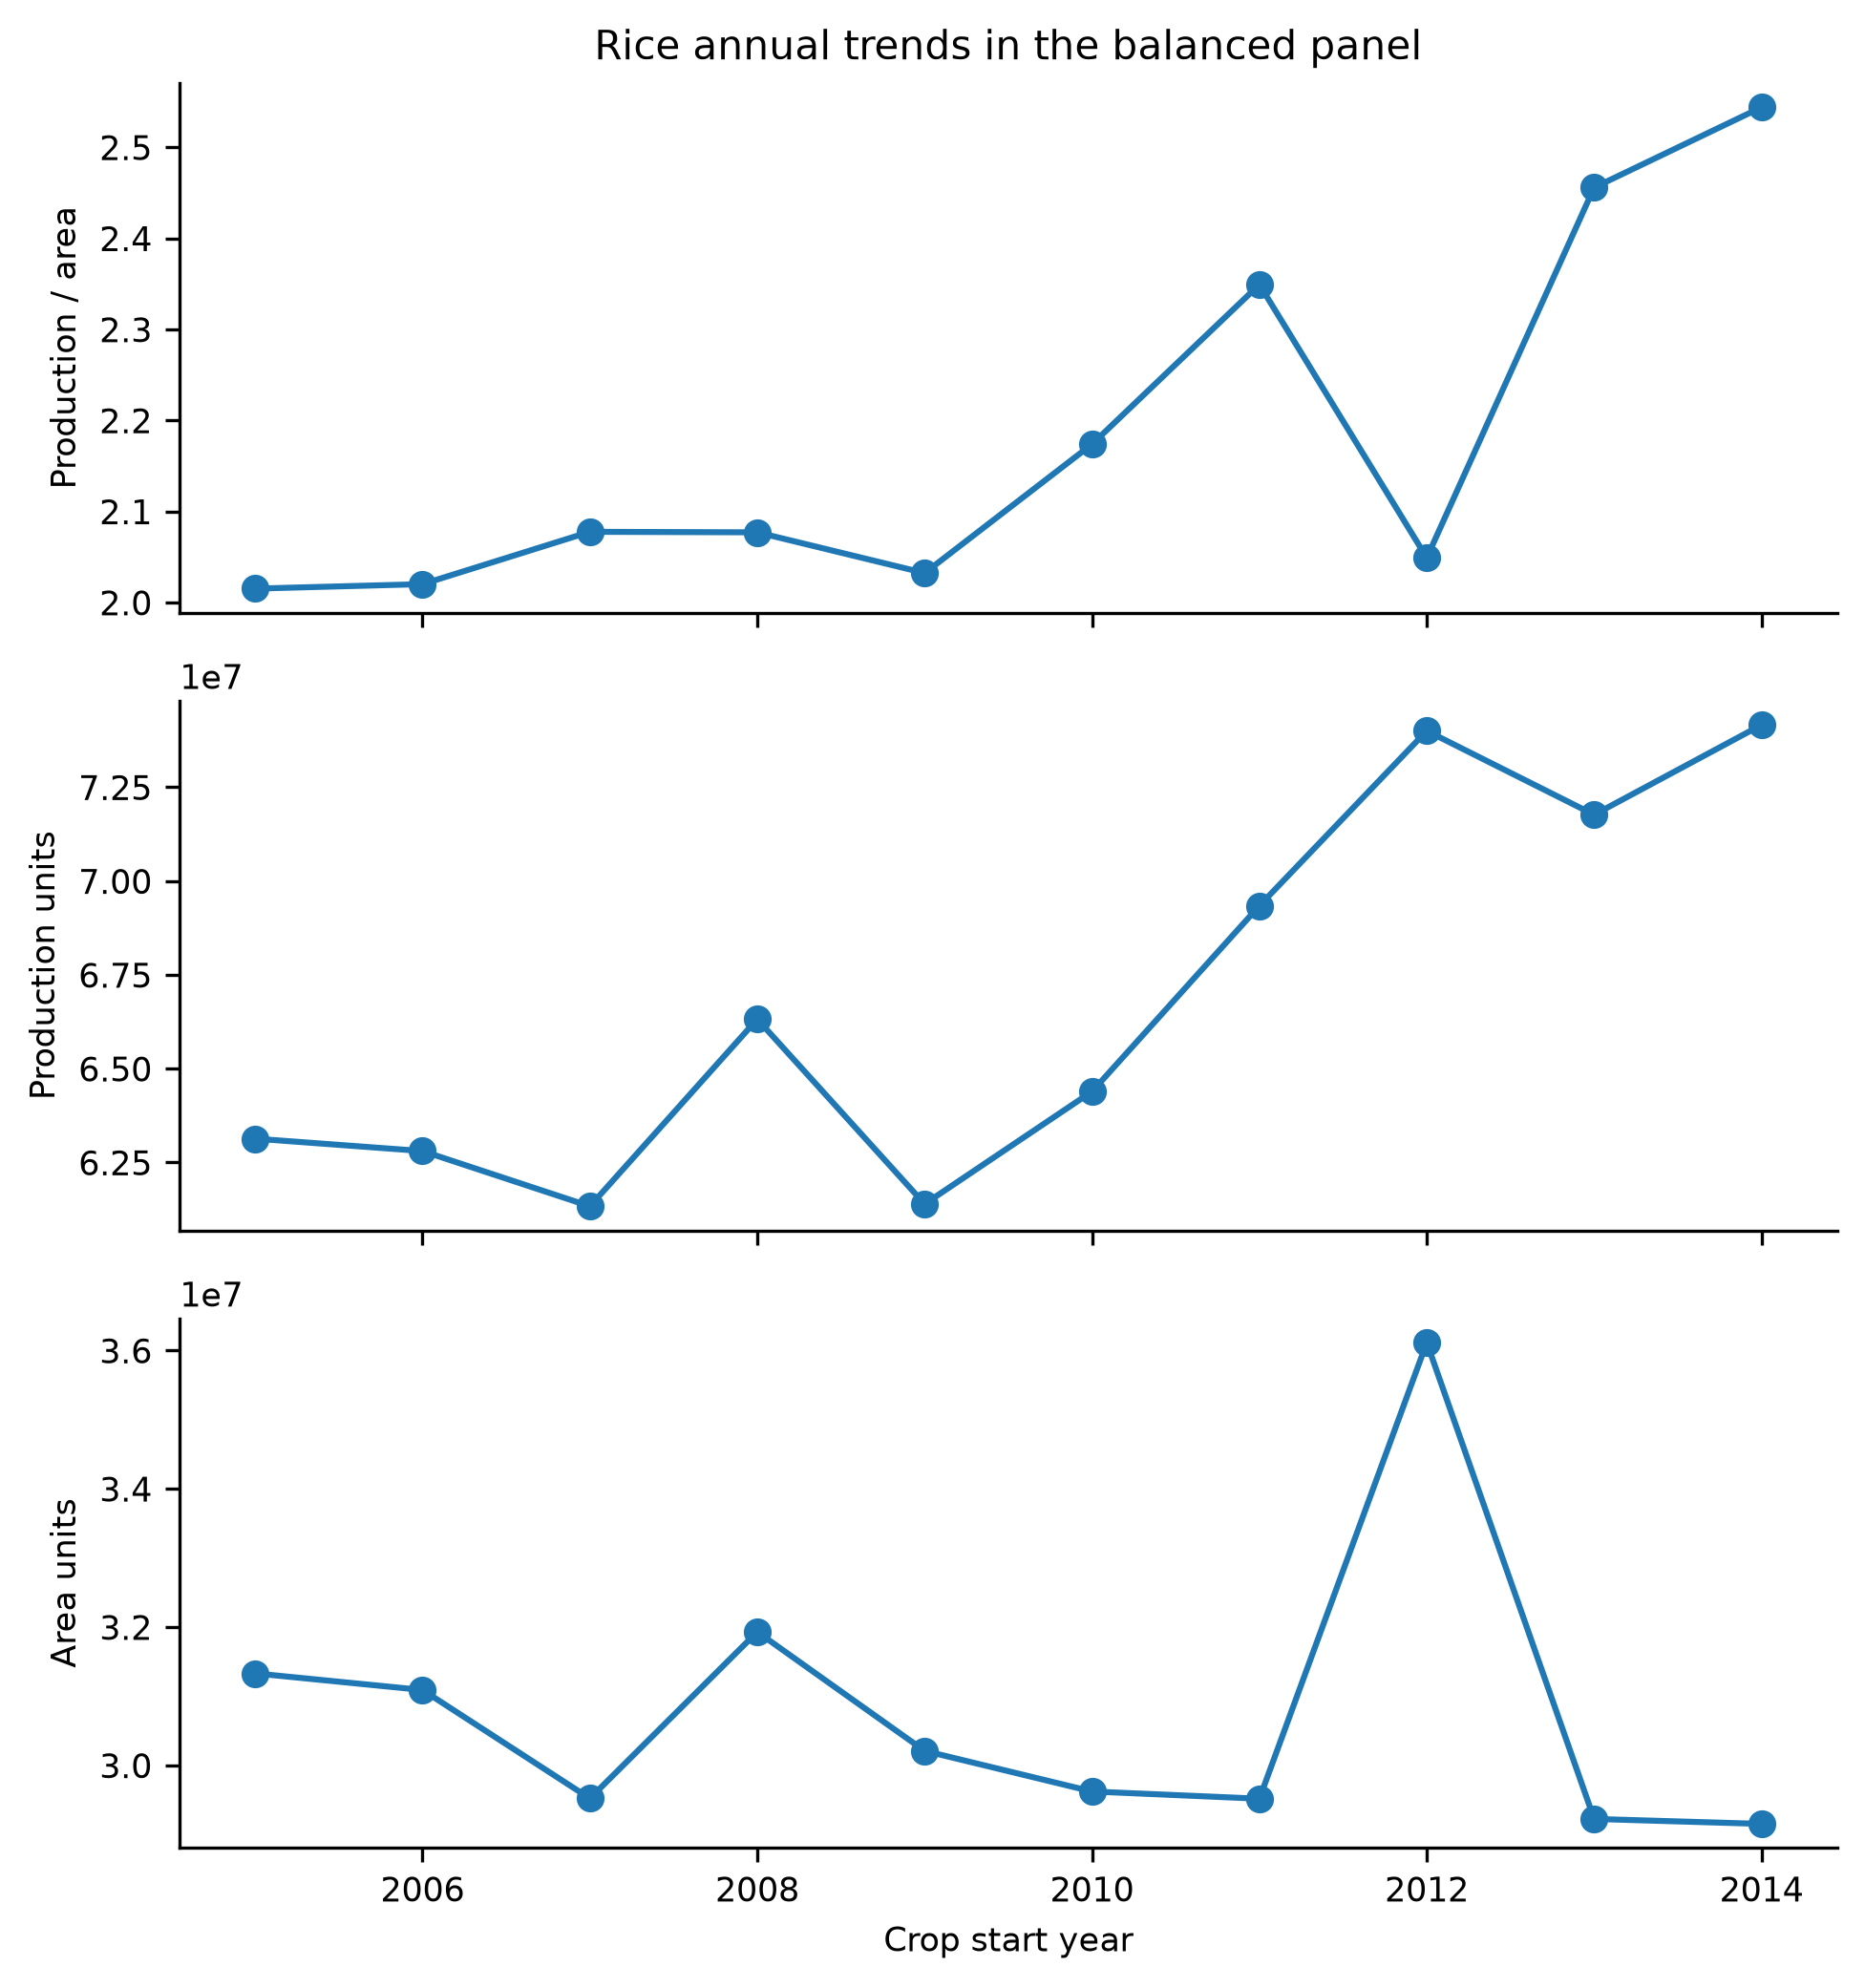 Rice annual trends in the balanced panel
2.5
2.4
2.3
2.2
2.1
2.0
Production / area
1e7
7.25
7.00
6.75
6.50
6.25
Production units
1e7
3.6
3.4
3.2
3.0
Area units
2006 2008 2010 2012 2014
Crop start year